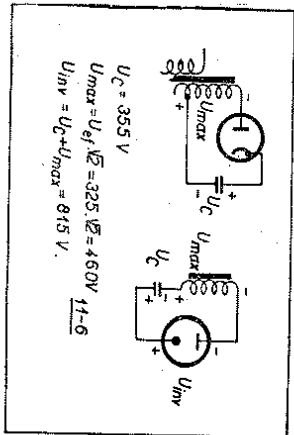 Umax
UC
Umax
UC
Uinv
UC = 355 V
Umax = Uef.√2 = 325.√2 = 460V
Uinv = UC + Umax = 815 V.
11-6